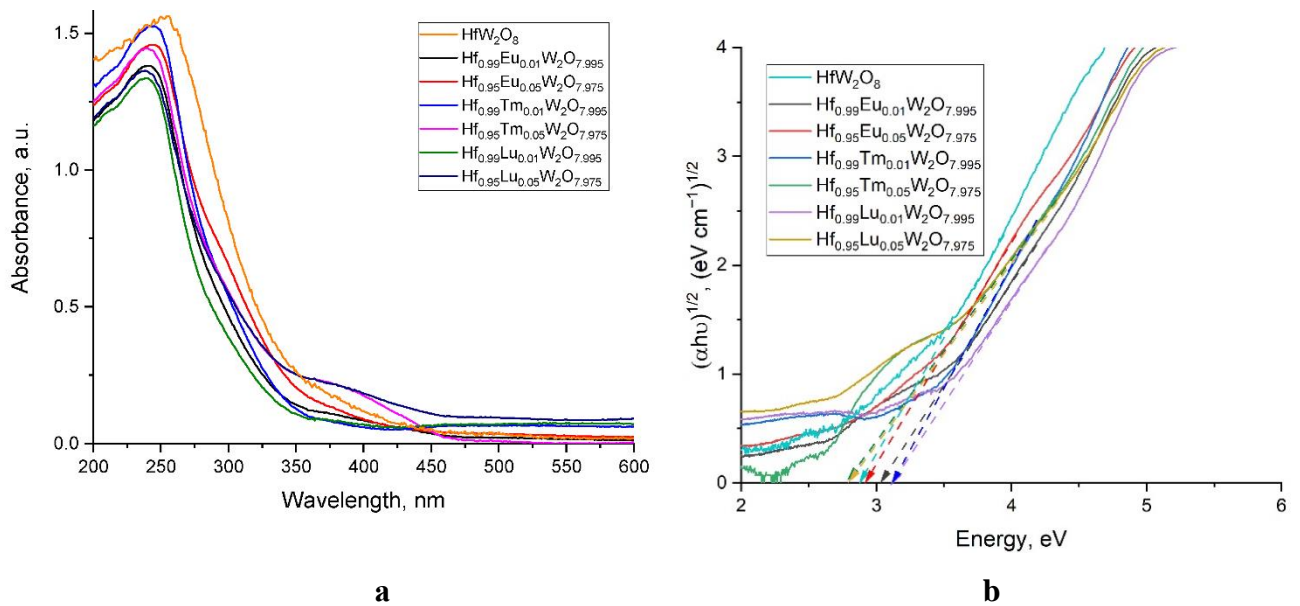 Absorbance, a.u.
1.5
1.0
0.5
0.0
200 250 300 350 400 450 500 550 600
Wavelength, nm
HfW₂O₈
Hf₀.₉₉Eu₀.₀₁W₂O₇.₉₉₅
Hf₀.₉₅Eu₀.₀₅W₂O₇.₉₇₅
Hf₀.₉₉Tm₀.₀₁W₂O₇.₉₉₅
Hf₀.₉₅Tm₀.₀₅W₂O₇.₉₇₅
Hf₀.₉₉Lu₀.₀₁W₂O₇.₉₉₅
Hf₀.₉₅Lu₀.₀₅W₂O₇.₉₇₅
a
(αhυ)¹ᐟ², (eV cm⁻¹)¹ᐟ²
4
3
2
1
0
2 3 4 5 6
Energy, eV
HfW₂O₈
Hf₀.₉₉Eu₀.₀₁W₂O₇.₉₉₅
Hf₀.₉₅Eu₀.₀₅W₂O₇.₉₇₅
Hf₀.₉₉Tm₀.₀₁W₂O₇.₉₉₅
Hf₀.₉₅Tm₀.₀₅W₂O₇.₉₇₅
Hf₀.₉₉Lu₀.₀₁W₂O₇.₉₉₅
Hf₀.₉₅Lu₀.₀₅W₂O₇.₉₇₅
b